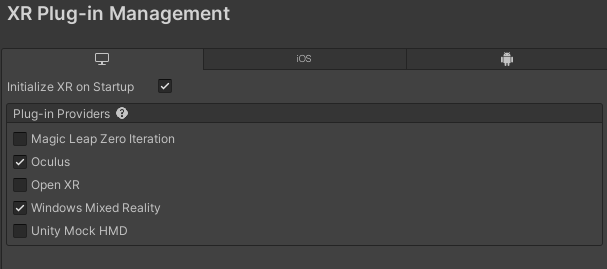 XR Plug-in Management
iOS
Initialize XR on Startup
Plug-in Providers ?
Magic Leap Zero Iteration
Oculus
Open XR
Windows Mixed Reality
Unity Mock HMD